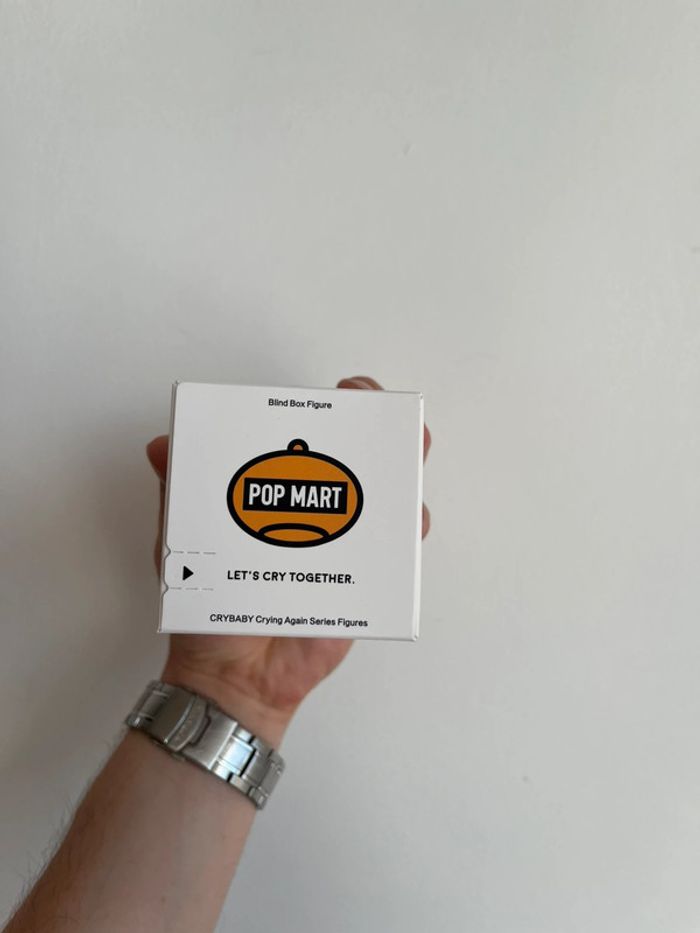 Blind Box Figure
POP MART
LET'S CRY TOGETHER.
CRYBABY Crying Again Series Figures